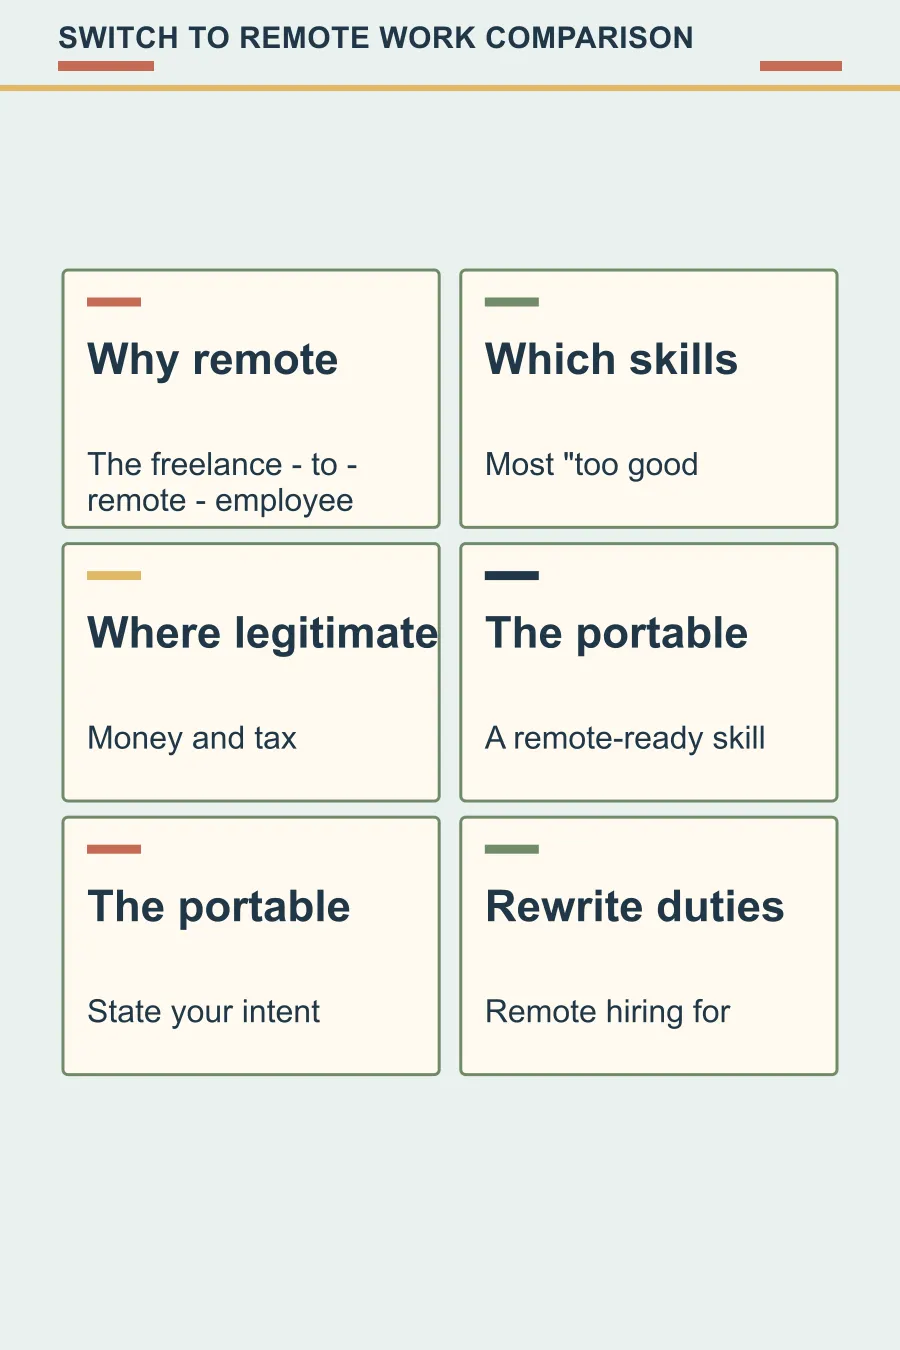 SWITCH TO REMOTE WORK COMPARISON
Why remote
The freelance - to -
remote - employee
Which skills
Most "too good
Where legitimate
Money and tax
The portable
A remote-ready skill
The portable
State your intent
Rewrite duties
Remote hiring for